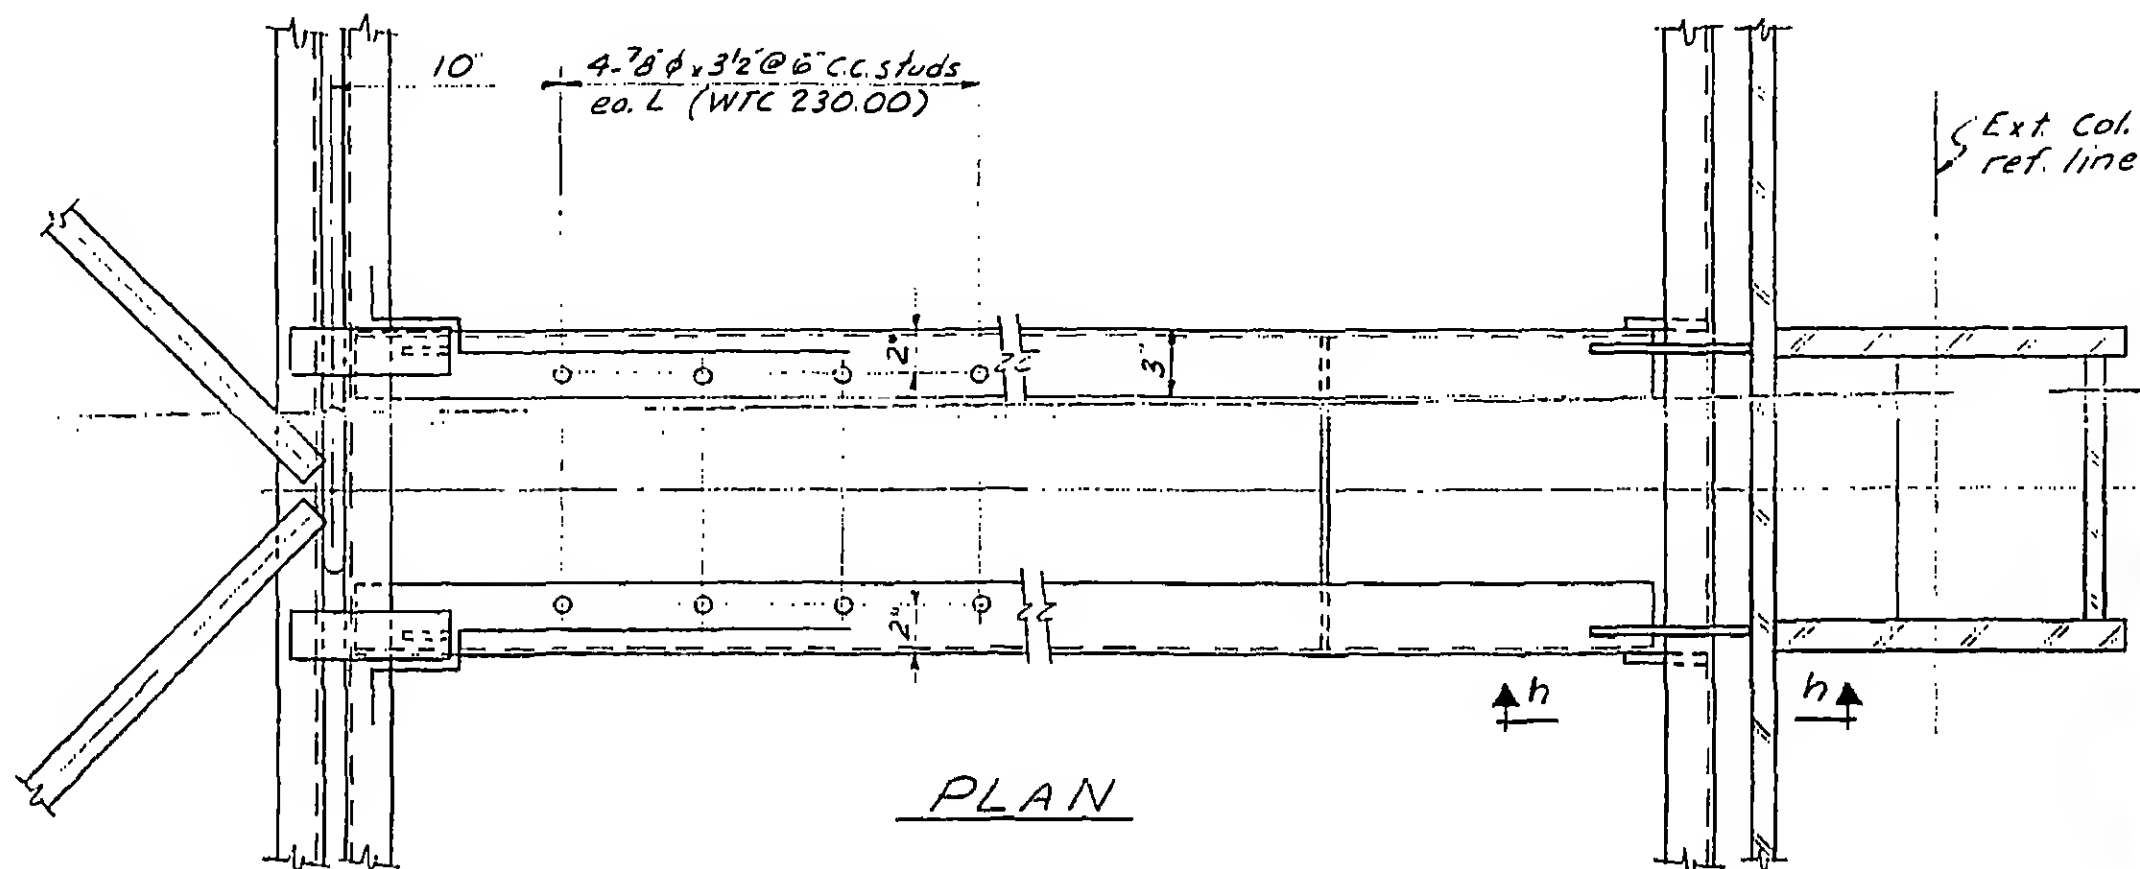 10"
4-7/8"φ x 3 1/2" @ 6" C.C. studs
ea. L (WTC 230.00)
Ext. Col.
ref. line
2"
3"
2"
h
h
PLAN